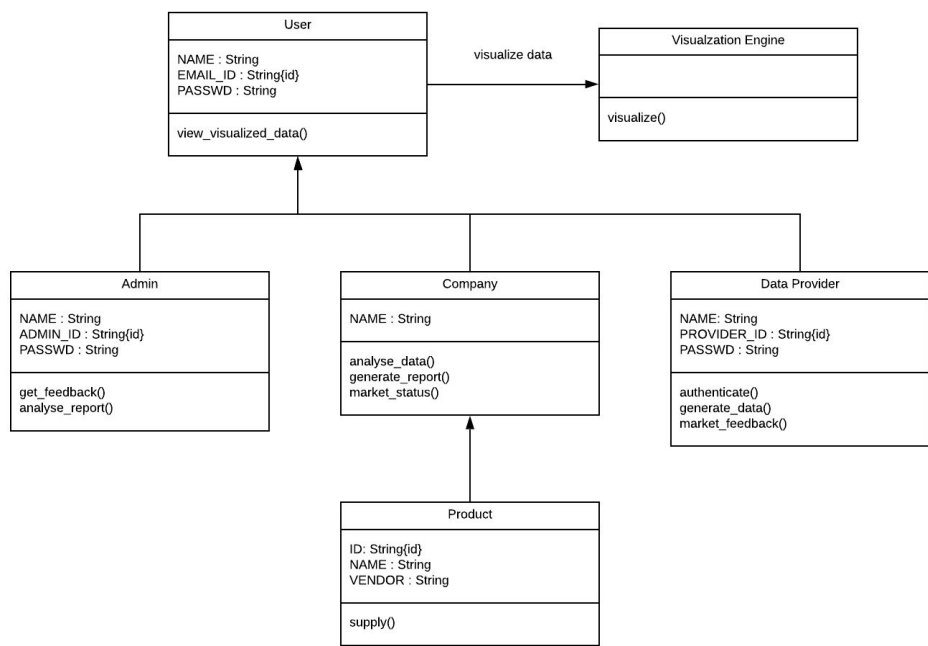 User
NAME : String
EMAIL_ID : String{id}
PASSWD : String
view_visualized_data()
visualize data
Visualzation Engine
visualize()
Admin
NAME : String
ADMIN_ID : String{id}
PASSWD : String
get_feedback()
analyse_report()
Company
NAME : String
analyse_data()
generate_report()
market_status()
Data Provider
NAME: String
PROVIDER_ID : String{id}
PASSWD : String
authenticate()
generate_data()
market_feedback()
Product
ID: String{id}
NAME : String
VENDOR : String
supply()